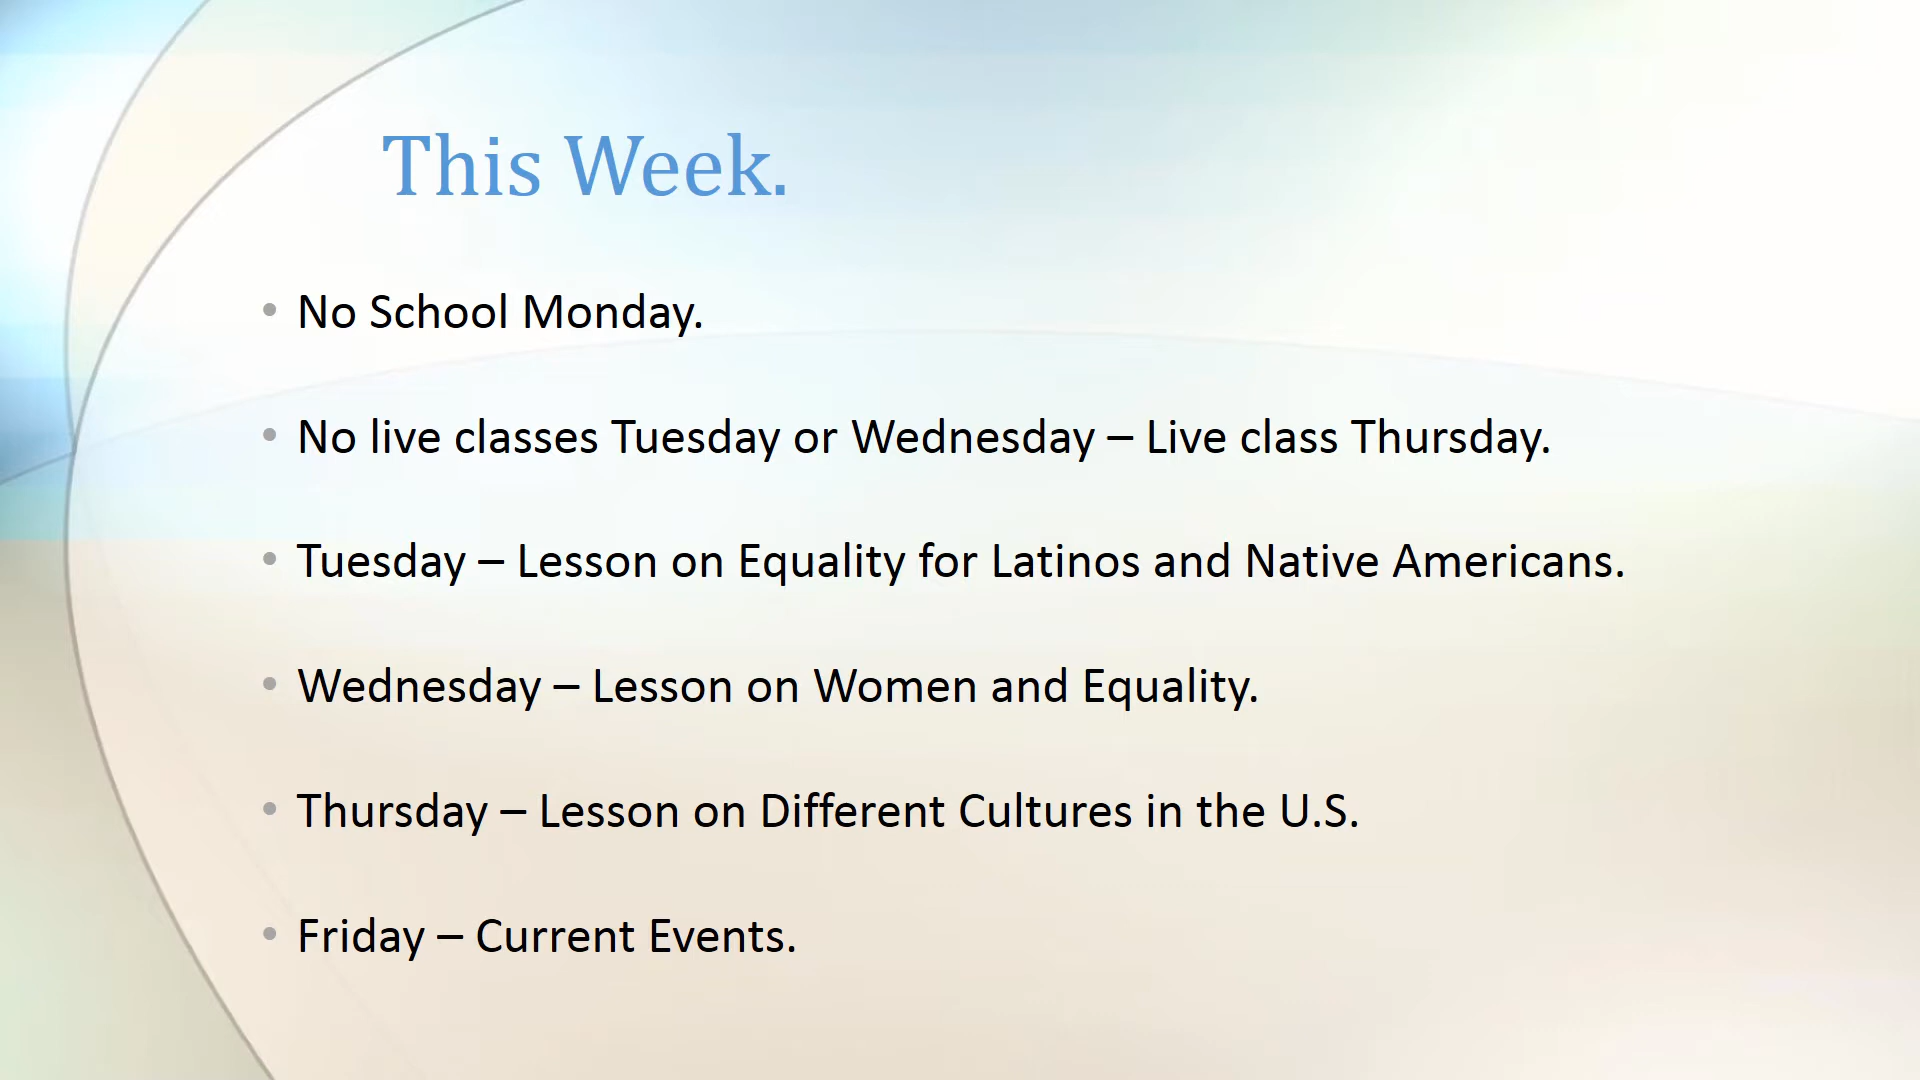 This Week.
• No School Monday.
• No live classes Tuesday or Wednesday – Live class Thursday.
• Tuesday – Lesson on Equality for Latinos and Native Americans.
• Wednesday – Lesson on Women and Equality.
• Thursday – Lesson on Different Cultures in the U.S.
• Friday – Current Events.